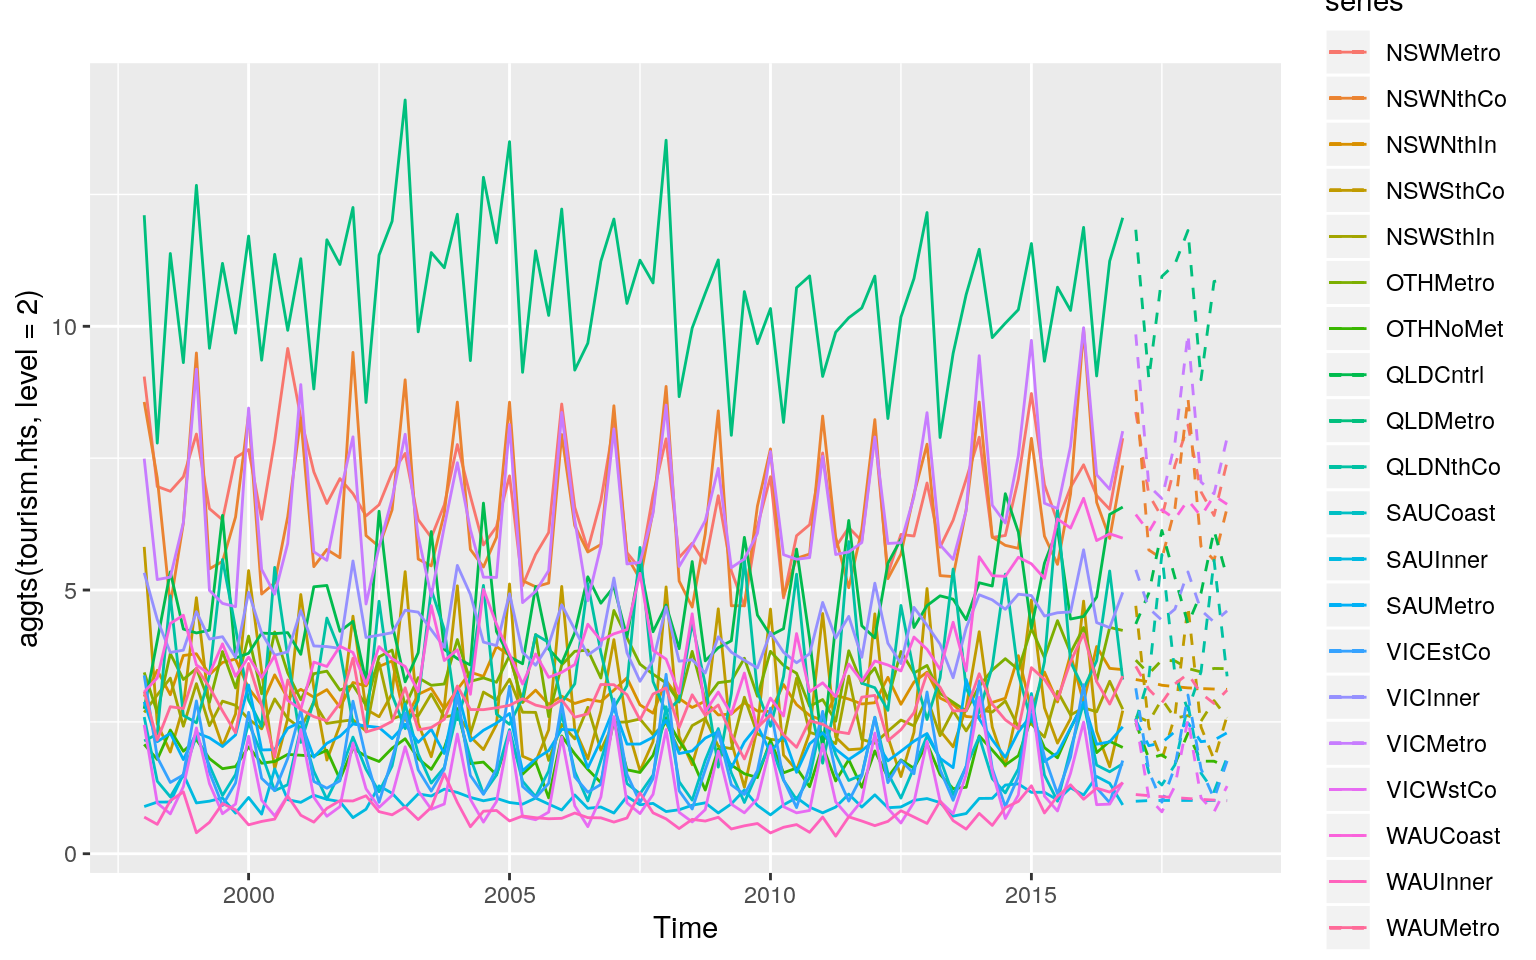 series
NSWMetro
NSWNthCo
NSWNthIn
NSWSthCo
NSWSthIn
OTHMetro
OTHNoMet
QLDCntrl
QLDMetro
QLDNthCo
SAUCoast
SAUInner
SAUMetro
VICEstCo
VICInner
VICMetro
VICWstCo
WAUCoast
WAUInner
WAUMetro
aggts(tourism.hts, level = 2)
10
5
0
2000 2005 2010 2015
Time